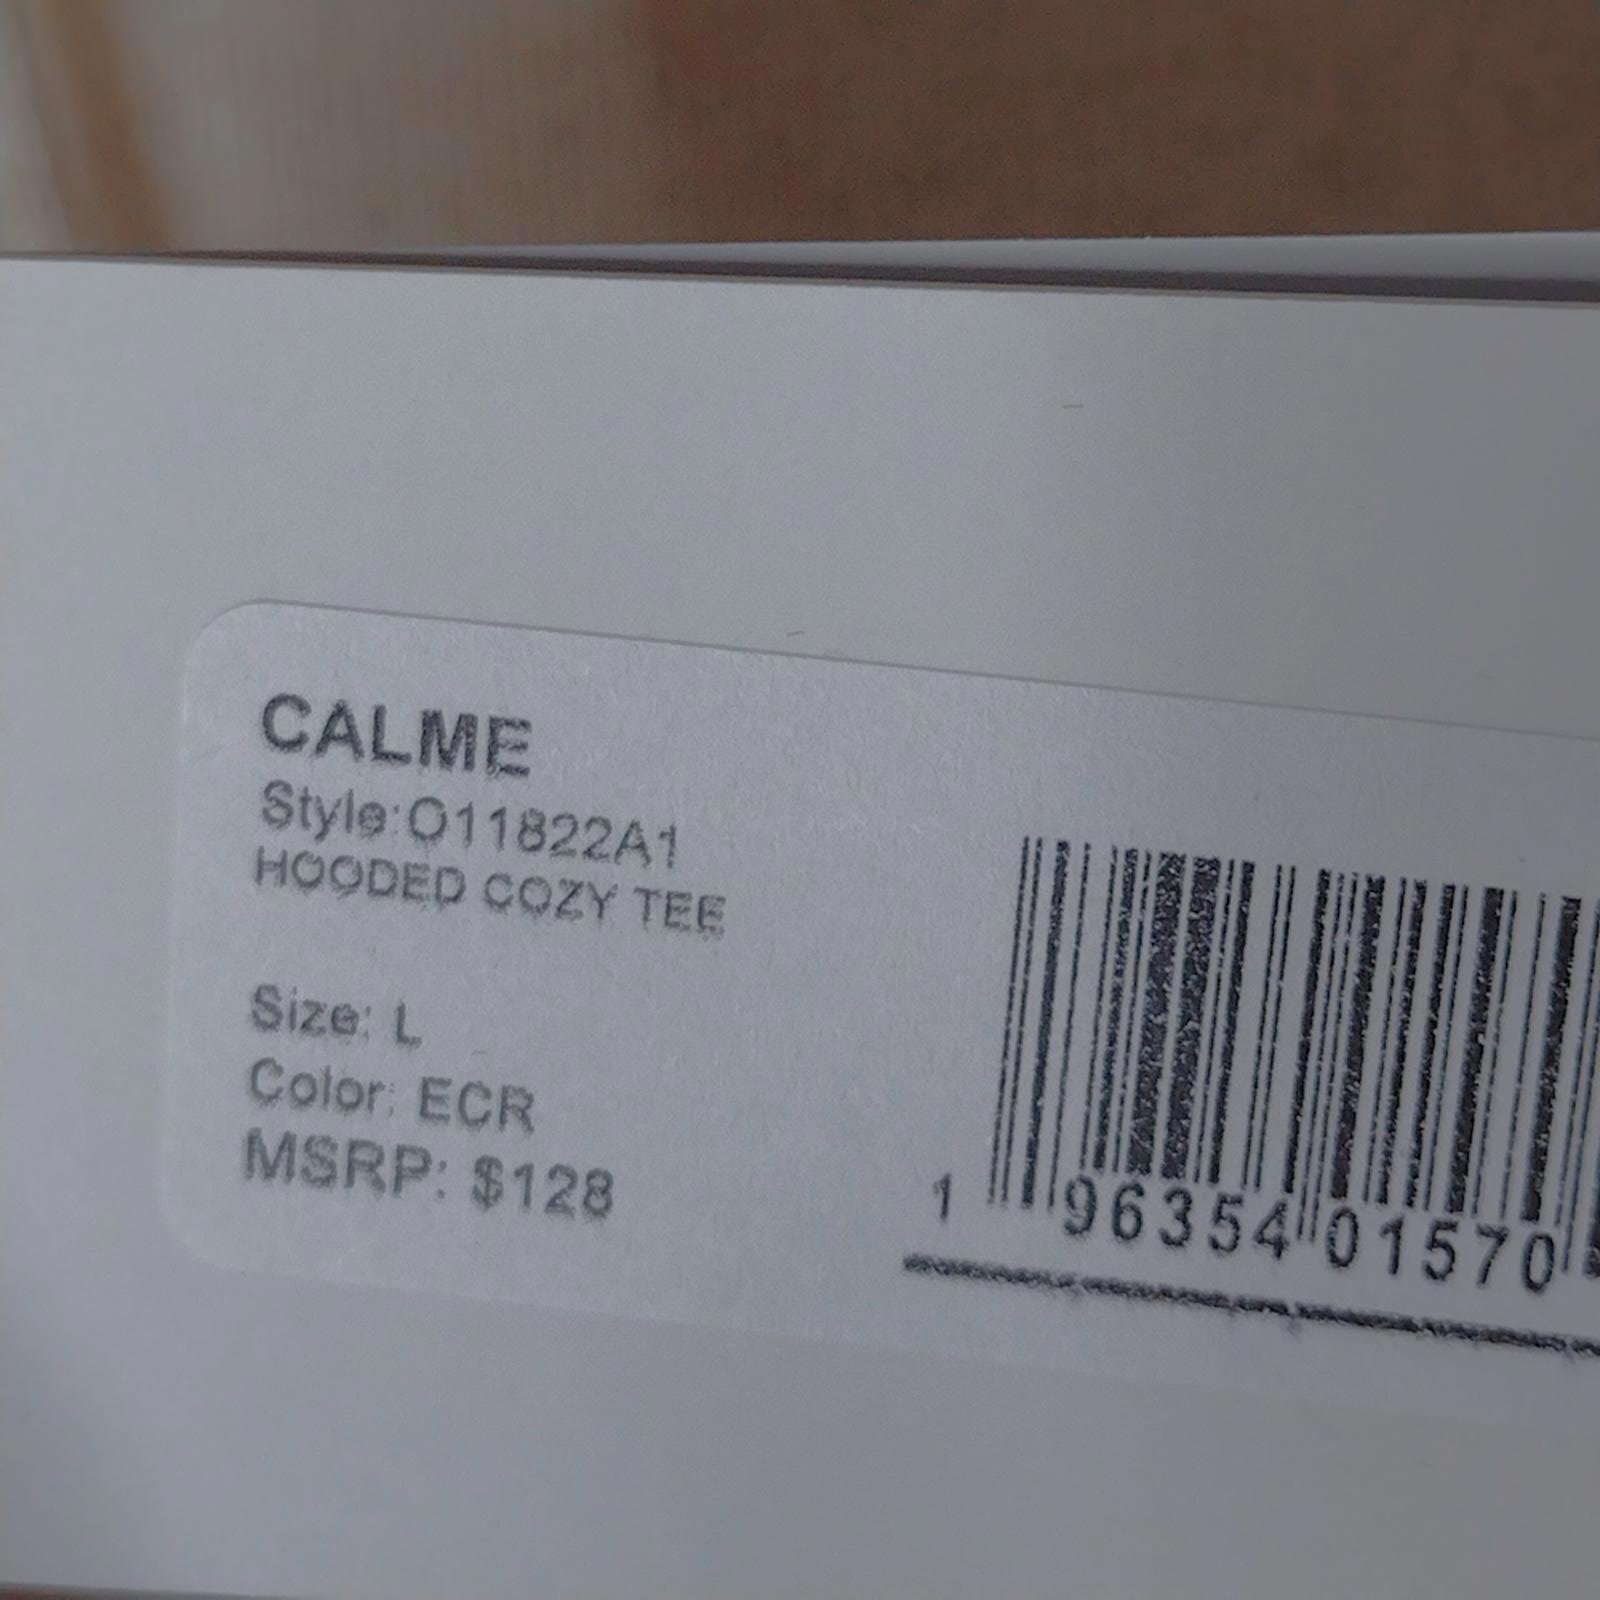 CALME
Style:O11822A1
HOODED COZY TEE
Size: L
Color: ECR
MSRP: $128
1 96354 01570